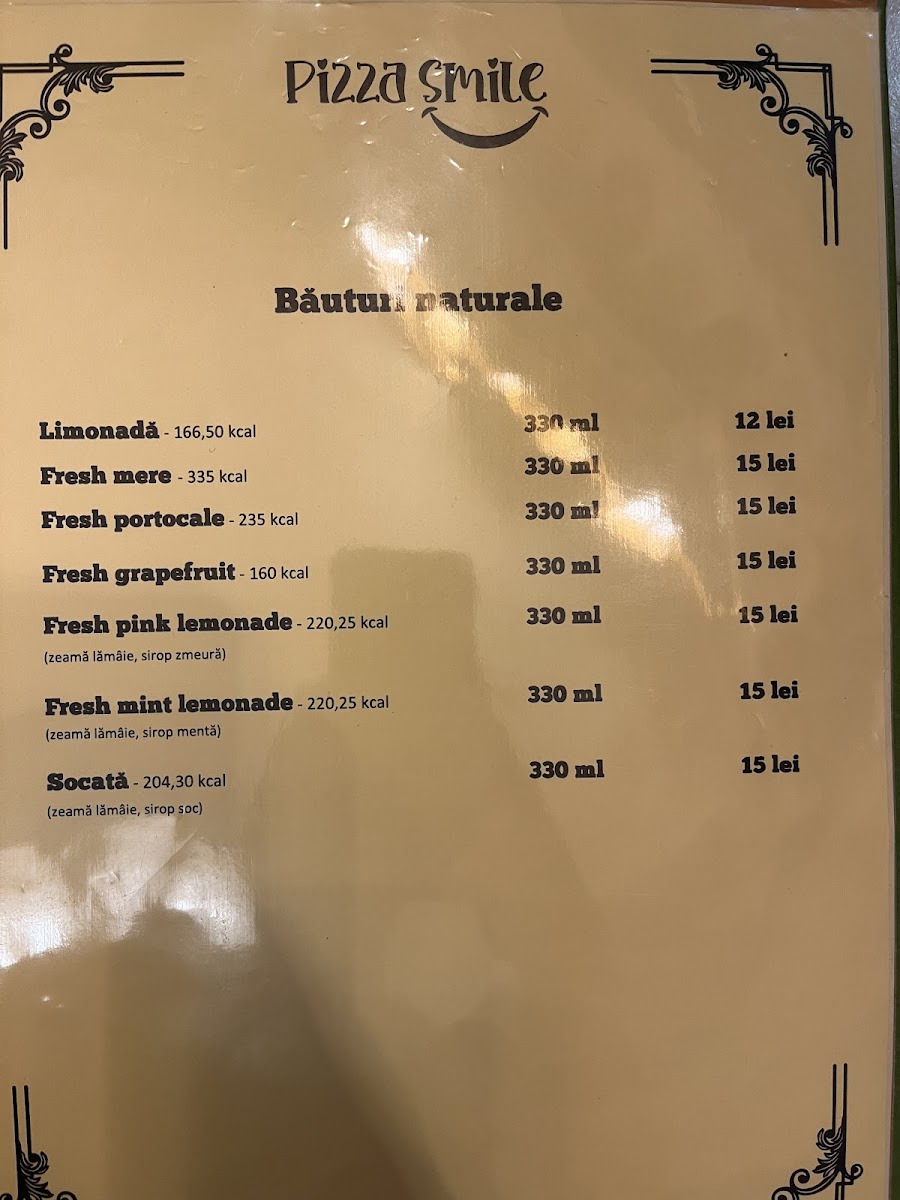 Pizza Smile
Băuturi naturale
Limonadă - 166,50 kcal 330 ml 12 lei
Fresh mere - 335 kcal 330 ml 15 lei
Fresh portocale - 235 kcal 330 ml 15 lei
Fresh grapefruit - 160 kcal 330 ml 15 lei
Fresh pink lemonade - 220,25 kcal 330 ml 15 lei
(zeamă lămâie, sirop zmeură)
Fresh mint lemonade - 220,25 kcal 330 ml 15 lei
(zeamă lămâie, sirop mentă)
Socată - 204,30 kcal 330 ml 15 lei
(zeamă lămâie, sirop soc)